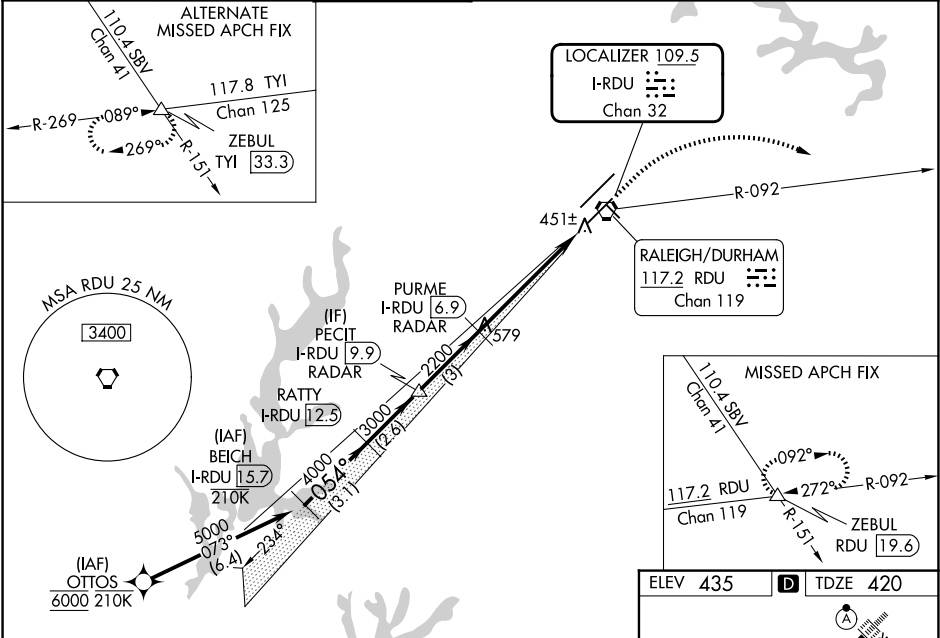 ALTERNATE
MISSED APCH FIX
110.4 SBV
Chan 41
117.8 TYI
Chan 125
R-269
089°
269°
R-151
ZEBUL
TYI 33.3
LOCALIZER 109.5
I-RDU
Chan 32
R-092
451±
RALEIGH/DURHAM
117.2 RDU
Chan 119
MSA RDU 25 NM
3400
PURME
I-RDU 6.9
RADAR
579
(IF)
PECIT
I-RDU 9.9
RADAR
2200
(3)
RATTY
I-RDU 12.5
3000
(2.6)
(IAF)
BEICH
I-RDU 15.7
210K
4000
054°
(3.1)
5000
073°
(6.4)
234°
(IAF)
OTTOS
6000 210K
MISSED APCH FIX
110.4 SBV
Chan 41
092°
272°
R-092
117.2 RDU
Chan 119
R-151
ZEBUL
RDU 19.6
ELEV 435
D
TDZE 420
A